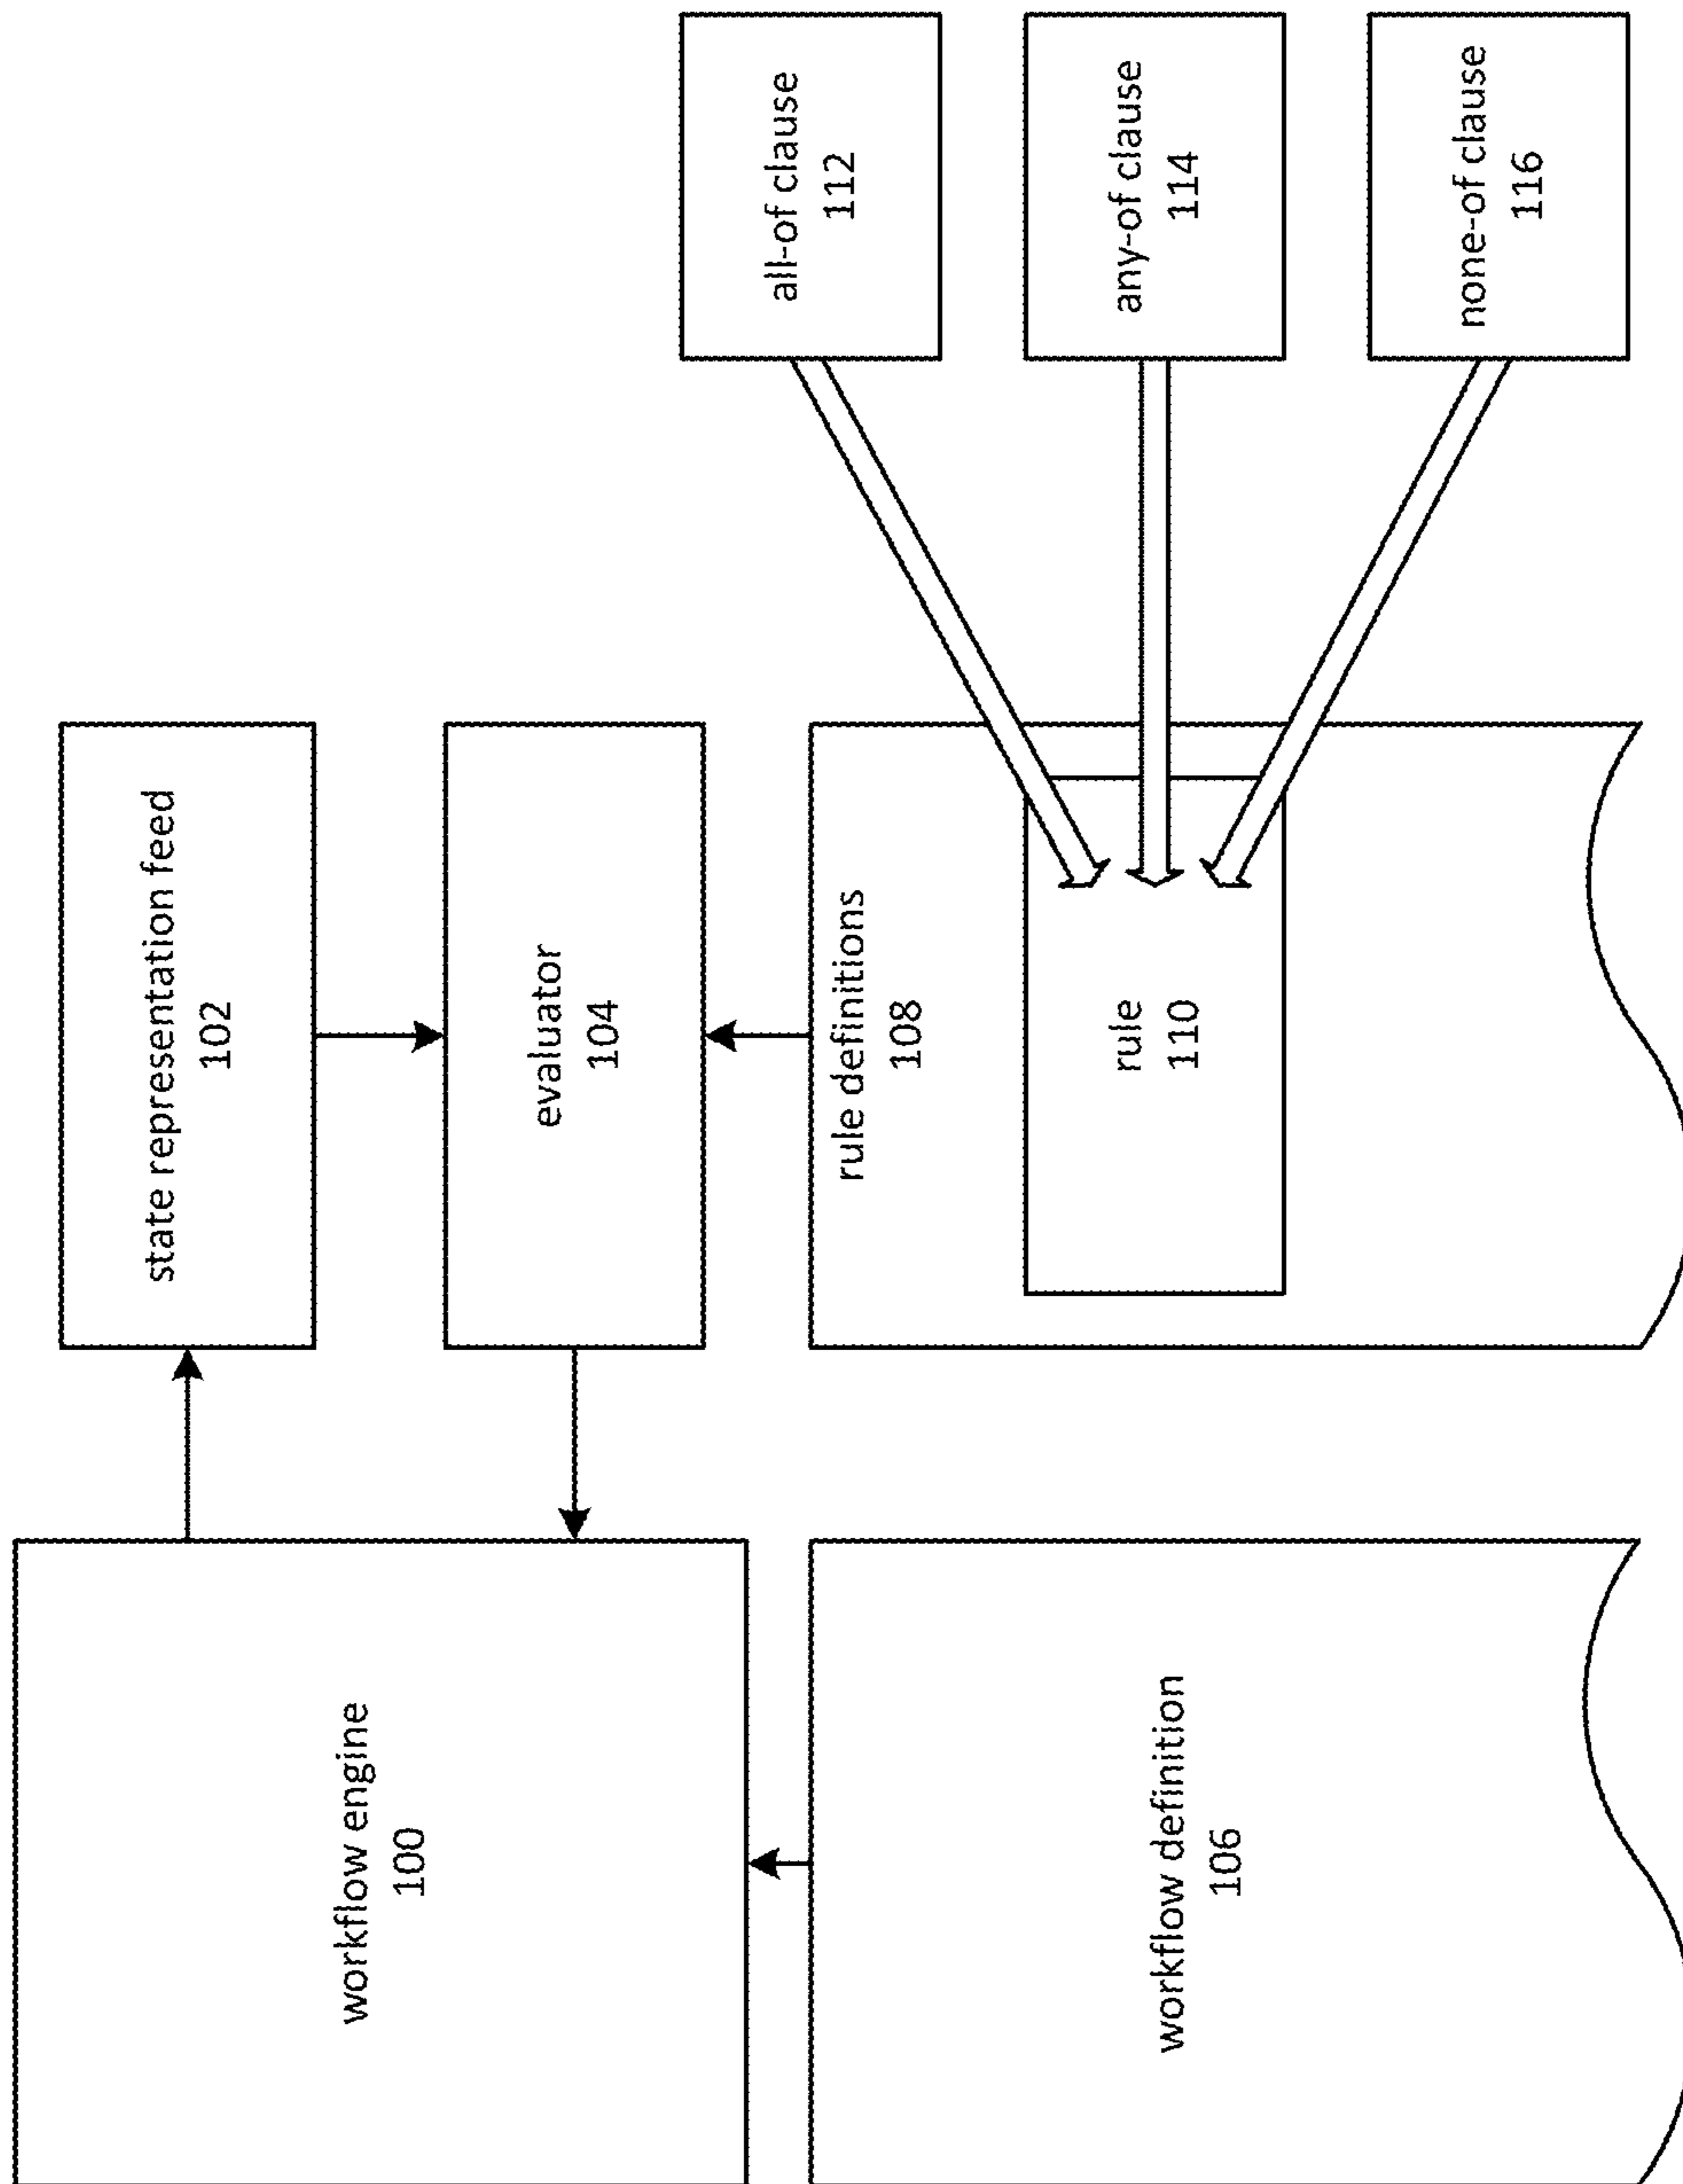 workflow engine
100
state representation feed
102
evaluator
104
workflow definition
106
rule definitions
108
rule
110
all-of clause
112
any-of clause
114
none-of clause
116